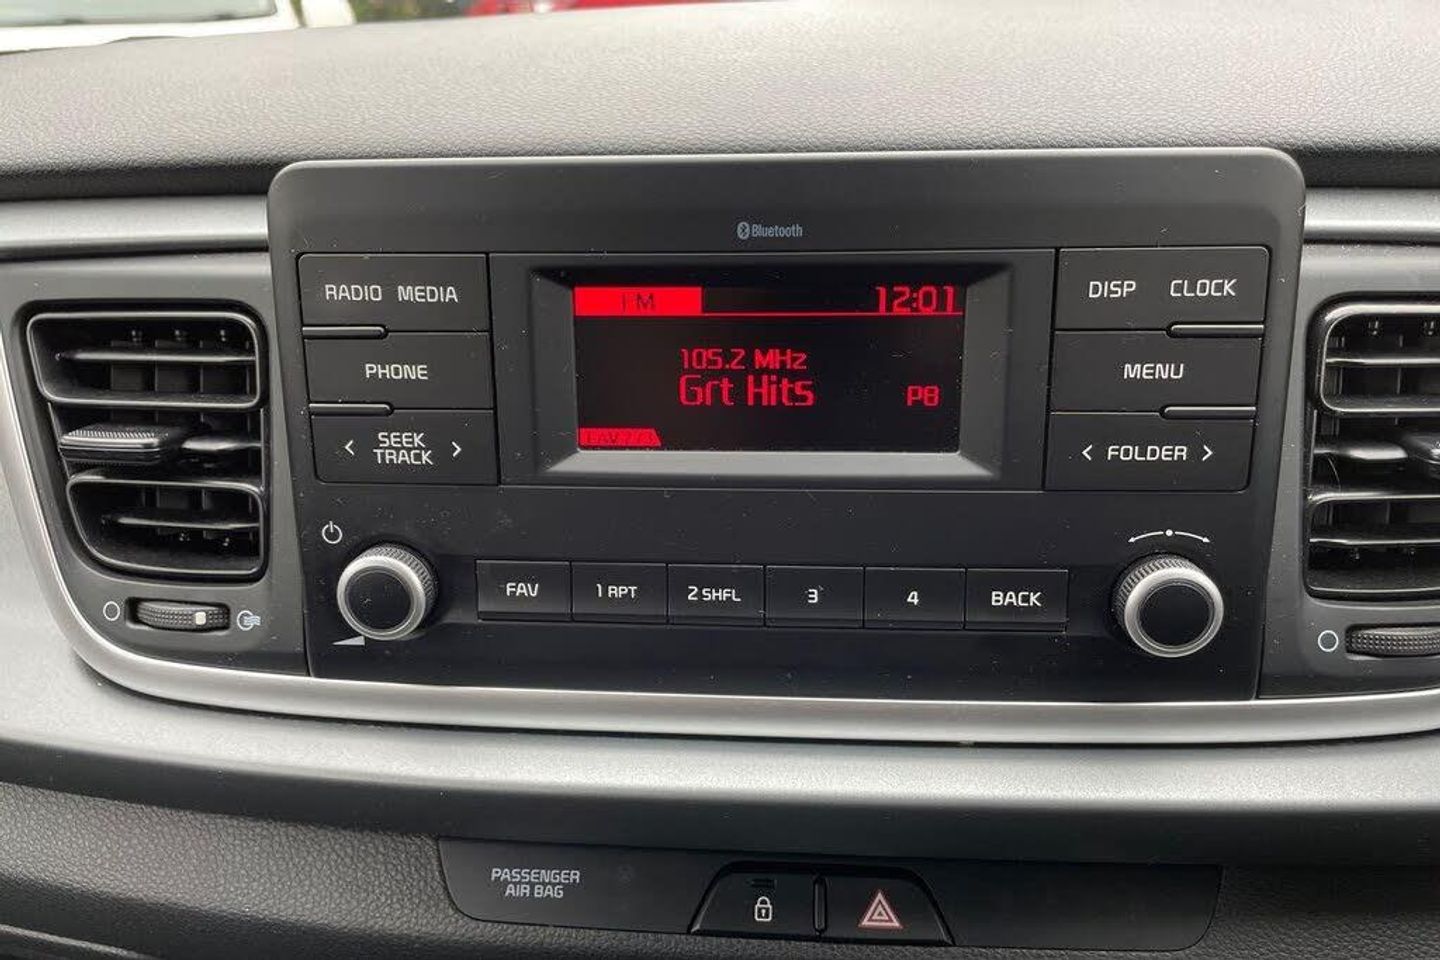 Bluetooth
RADIO MEDIA
12:01
DISP CLOCK
105.2 MHz
PHONE
Grt Hits
P8
MENU
< SEEK TRACK >
< FOLDER >
FAV
1 RPT
2 SHFL
3
4
BACK
PASSENGER
AIR BAG